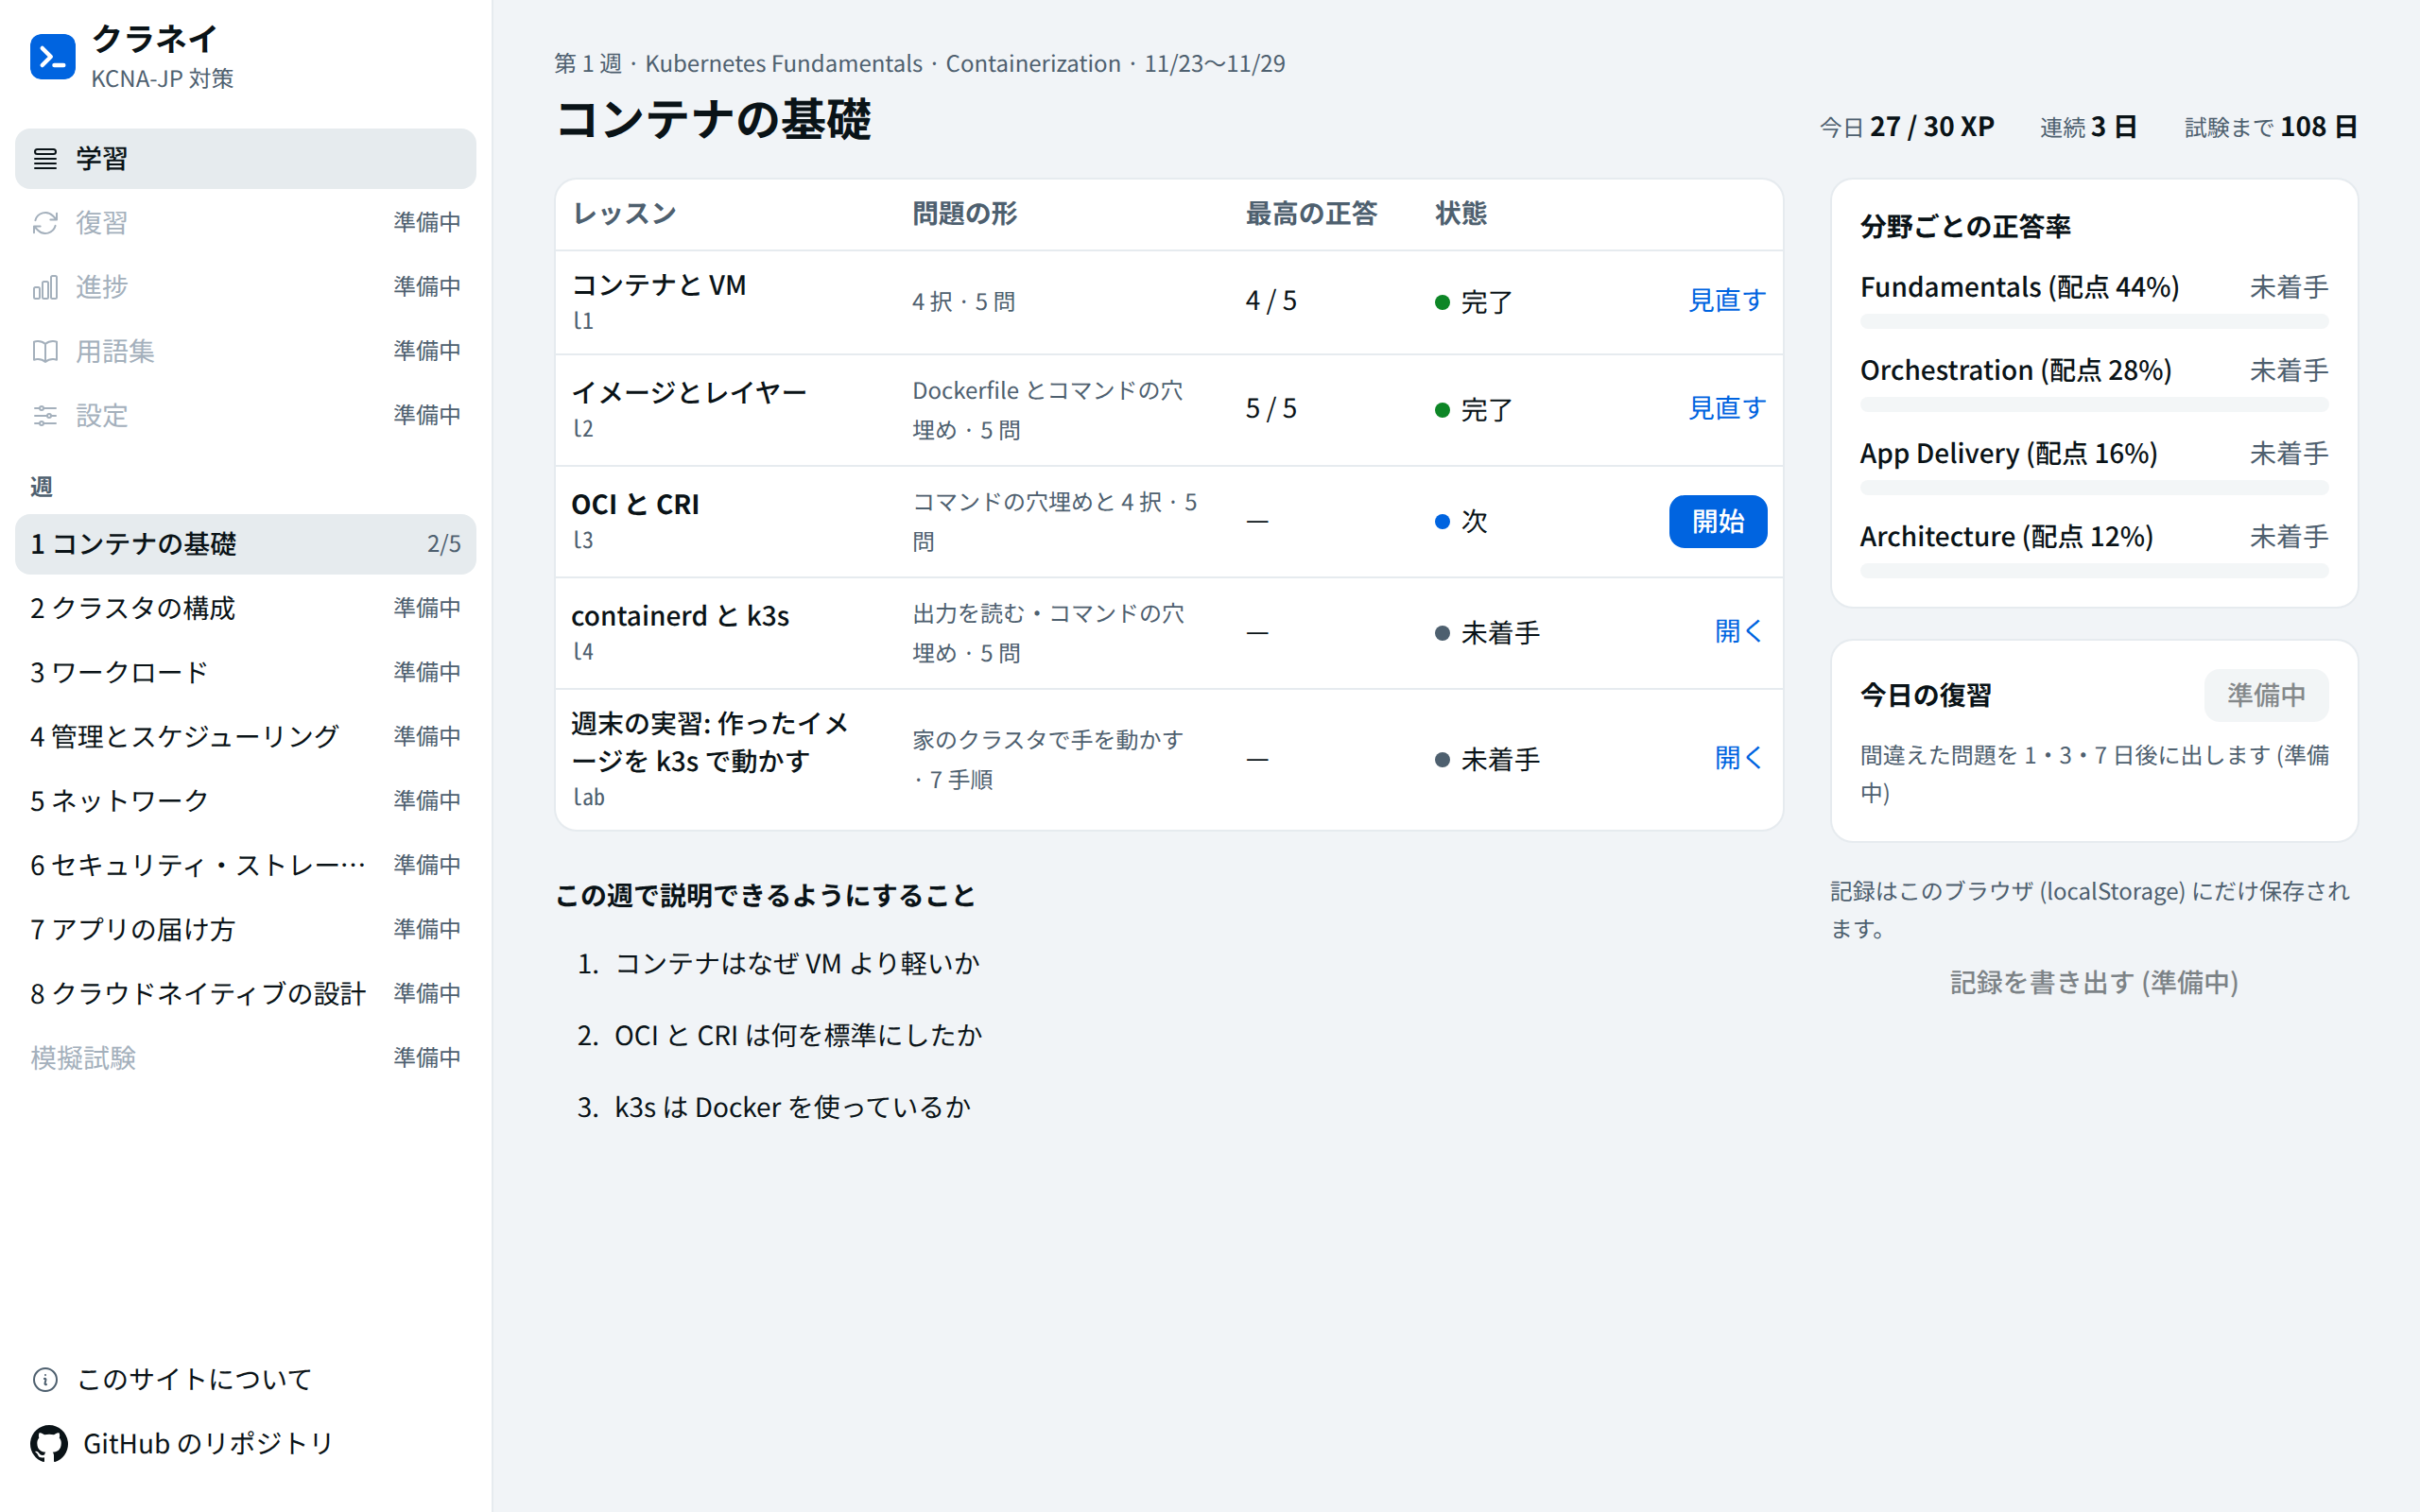 クラネイ
KCNA-JP 対策
学習
復習 準備中
進捗 準備中
用語集 準備中
設定 準備中
週
1 コンテナの基礎 2/5
2 クラスタの構成 準備中
3 ワークロード 準備中
4 管理とスケジューリング 準備中
5 ネットワーク 準備中
6 セキュリティ・ストレー… 準備中
7 アプリの届け方 準備中
8 クラウドネイティブの設計 準備中
模擬試験 準備中
このサイトについて
GitHub のリポジトリ
第 1 週 · Kubernetes Fundamentals · Containerization · 11/23〜11/29
コンテナの基礎
今日 27 / 30 XP 連続 3 日 試験まで 108 日
レッスン 問題の形 最高の正答 状態
コンテナと VM
l1
4 択 · 5 問
4 / 5
完了
見直す
イメージとレイヤー
l2
Dockerfile とコマンドの穴
埋め · 5 問
5 / 5
完了
見直す
OCI と CRI
l3
コマンドの穴埋めと 4 択 · 5
問
—
次
開始
containerd と k3s
l4
出力を読む・コマンドの穴
埋め · 5 問
—
未着手
開く
週末の実習: 作ったイメ
ージを k3s で動かす
lab
家のクラスタで手を動かす
· 7 手順
—
未着手
開く
この週で説明できるようにすること
1. コンテナはなぜ VM より軽いか
2. OCI と CRI は何を標準にしたか
3. k3s は Docker を使っているか
分野ごとの正答率
Fundamentals (配点 44%) 未着手
Orchestration (配点 28%) 未着手
App Delivery (配点 16%) 未着手
Architecture (配点 12%) 未着手
今日の復習 準備中
間違えた問題を 1・3・7 日後に出します (準備
中)
記録はこのブラウザ (localStorage) にだけ保存され
ます。
記録を書き出す (準備中)